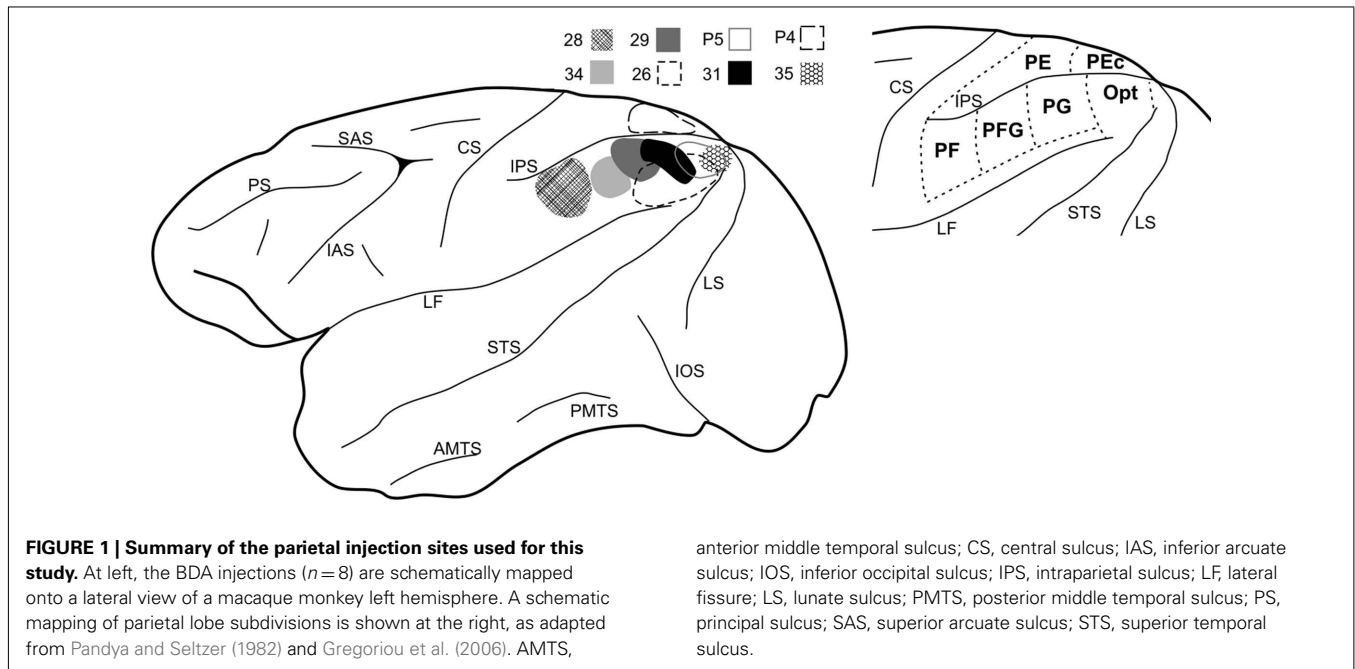 28 29 P5 P4
34 26 31 35
SAS
CS
IPS
PS
IAS
LF
LS
STS
IOS
PMTS
AMTS
PE PEc
CS
IPS
Opt
PG
PFG
PF
STS
LF
LS
FIGURE 1 | Summary of the parietal injection sites used for this
study. At left, the BDA injections (n = 8) are schematically mapped
onto a lateral view of a macaque monkey left hemisphere. A schematic
mapping of parietal lobe subdivisions is shown at the right, as adapted
from Pandya and Seltzer (1982) and Gregoriou et al. (2006). AMTS,
anterior middle temporal sulcus; CS, central sulcus; IAS, inferior arcuate
sulcus; IOS, inferior occipital sulcus; IPS, intraparietal sulcus; LF, lateral
fissure; LS, lunate sulcus; PMTS, posterior middle temporal sulcus; PS,
principal sulcus; SAS, superior arcuate sulcus; STS, superior temporal
sulcus.